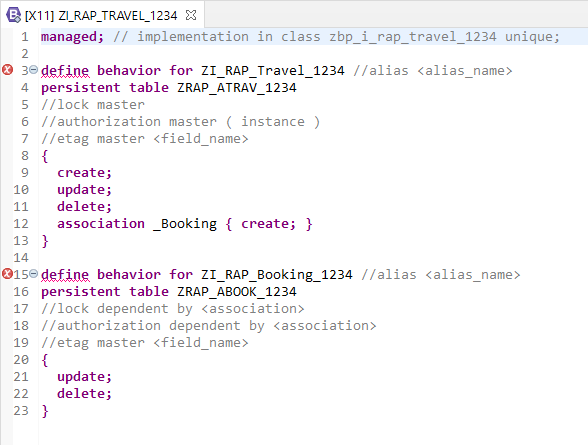 [X11] ZI_RAP_TRAVEL_1234
1 managed; // implementation in class zbp_i_rap_travel_1234 unique;
2
3 define behavior for ZI_RAP_Travel_1234 //alias <alias_name>
4 persistent table ZRAP_ATRAV_1234
5 //lock master
6 //authorization master ( instance )
7 //etag master <field_name>
8 {
9   create;
10   update;
11   delete;
12   association _Booking { create; }
13 }
14
15 define behavior for ZI_RAP_Booking_1234 //alias <alias_name>
16 persistent table ZRAP_ABOOK_1234
17 //lock dependent by <association>
18 //authorization dependent by <association>
19 //etag master <field_name>
20 {
21   update;
22   delete;
23 }